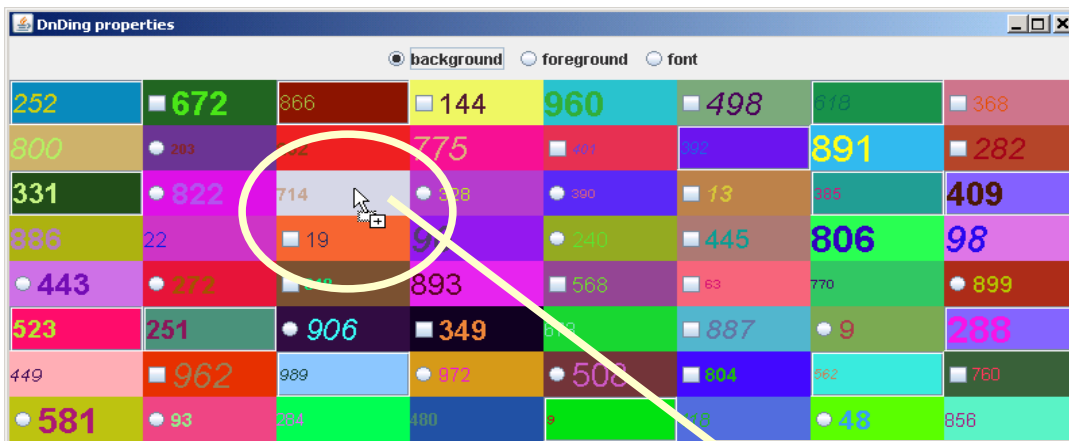 DnDing properties
background foreground font
252 672 866 144 960 498 618 368
800 203 775 401 392 891 282
331 822 714 328 390 13 385 409
886 22 19 240 445 806 98
443 272 893 568 63 770 899
523 251 906 349 887 9 288
449 962 989 972 508 804 562 760
581 93 284 480 9 48 856